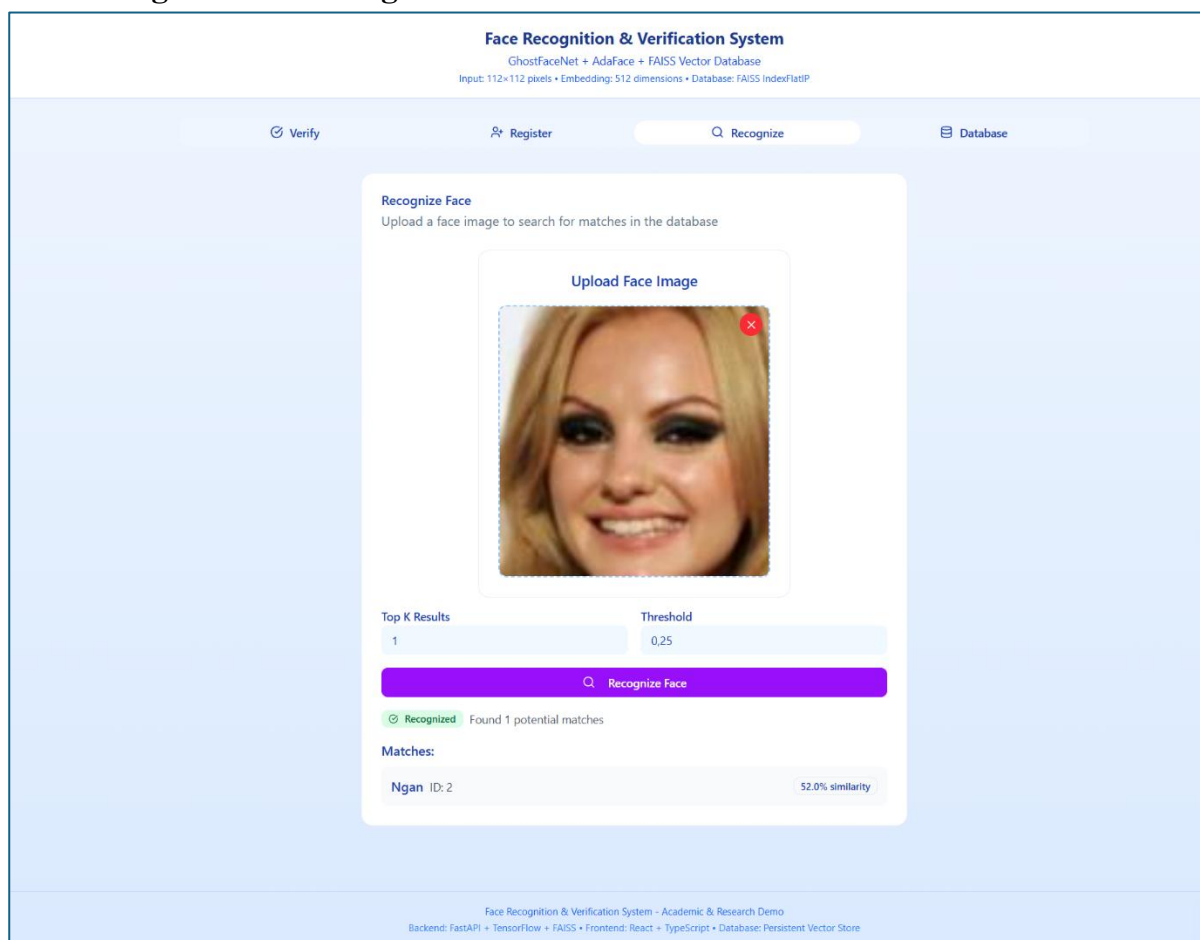 Face Recognition & Verification System
GhostFaceNet + AdaFace + FAISS Vector Database
Input: 112×112 pixels • Embedding: 512 dimensions • Database: FAISS IndexFlatIP
Verify
Register
Recognize
Database
Recognize Face
Upload a face image to search for matches in the database
Upload Face Image
Top K Results
Threshold
1
0,25
Recognize Face
Recognized Found 1 potential matches
Matches:
Ngan ID: 2
52.0% similarity
Face Recognition & Verification System - Academic & Research Demo
Backend: FastAPI + TensorFlow + FAISS • Frontend: React + TypeScript • Database: Persistent Vector Store